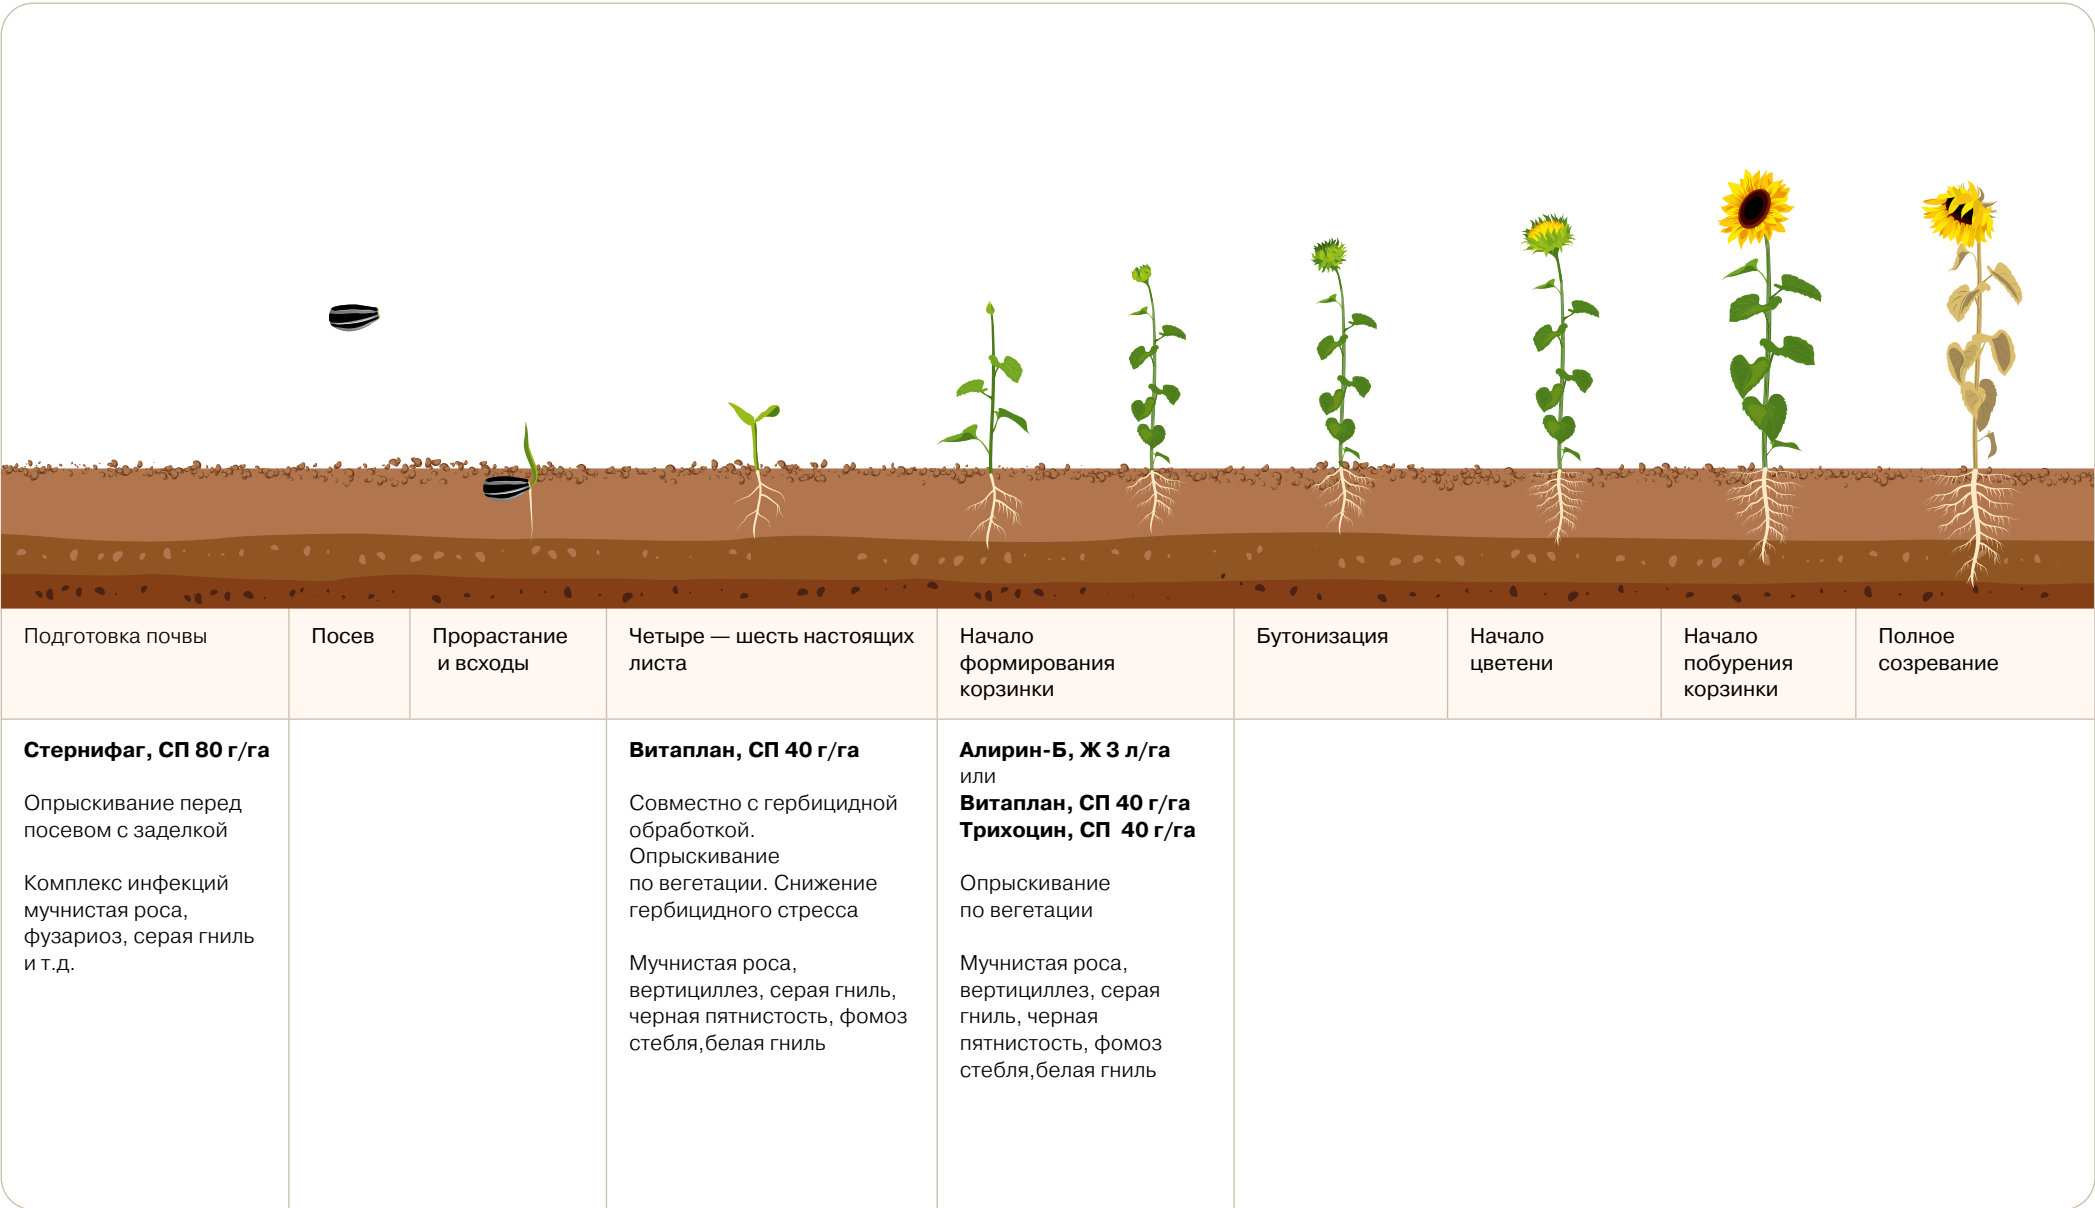 Подготовка почвы
Посев
Прорастание
и всходы
Четыре — шесть настоящих
листа
Начало
формирования
корзинки
Бутонизация
Начало
цветени
Начало
побурения
корзинки
Полное
созревание
Стернифаг, СП 80 г/га
Опрыскивание перед
посевом с заделкой
Комплекс инфекций
мучнистая роса,
фузариоз, серая гниль
и т.д.
Витаплан, СП 40 г/га
Совместно с гербицидной
обработкой.
Опрыскивание
по вегетации. Снижение
гербицидного стресса
Мучнистая роса,
вертициллез, серая гниль,
черная пятнистость, фомоз
стебля,белая гниль
Алирин-Б, Ж 3 л/га
или
Витаплан, СП 40 г/га
Трихоцин, СП 40 г/га
Опрыскивание
по вегетации
Мучнистая роса,
вертициллез, серая
гниль, черная
пятнистость, фомоз
стебля,белая гниль